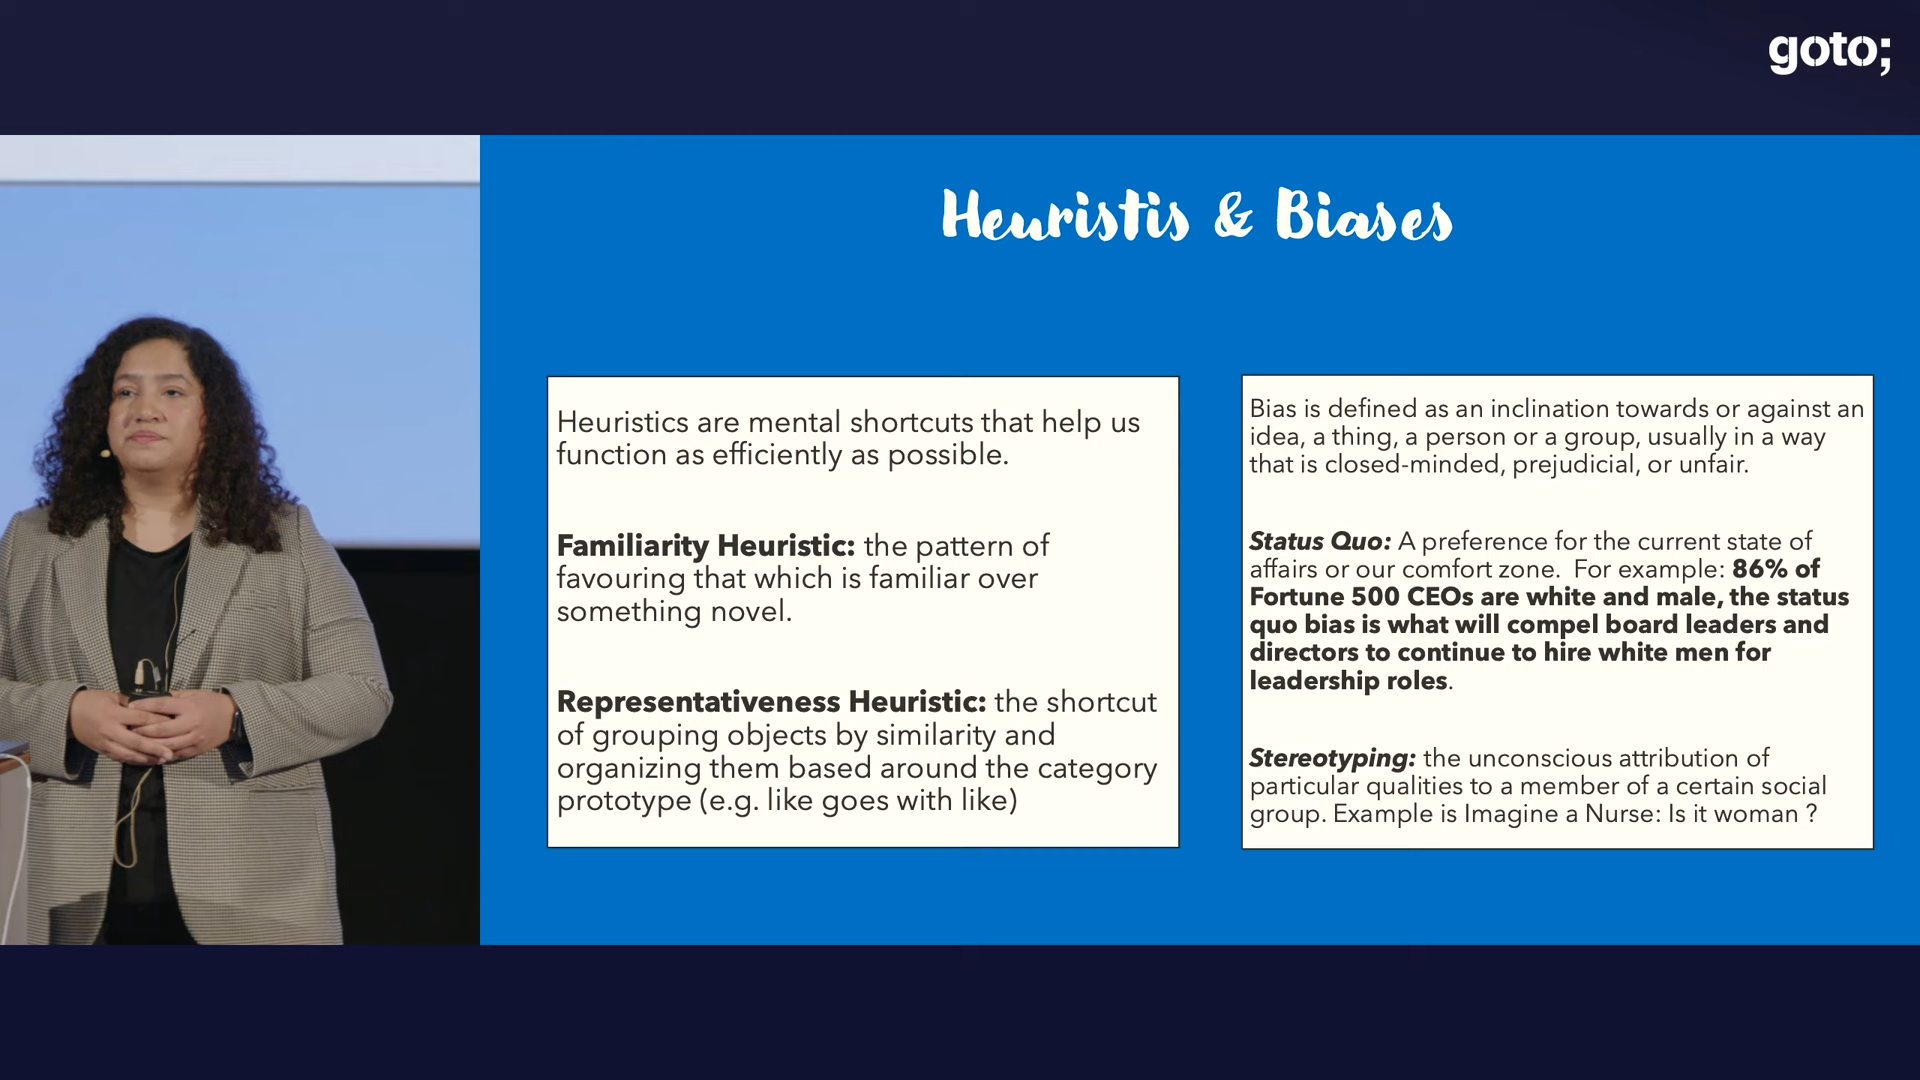 goto;
Heuristis & Biases
Heuristics are mental shortcuts that help us
function as efficiently as possible.
Familiarity Heuristic: the pattern of
favouring that which is familiar over
something novel.
Representativeness Heuristic: the shortcut
of grouping objects by similarity and
organizing them based around the category
prototype (e.g. like goes with like)
Bias is defined as an inclination towards or against an
idea, a thing, a person or a group, usually in a way
that is closed-minded, prejudicial, or unfair.
Status Quo: A preference for the current state of
affairs or our comfort zone.  For example: 86% of
Fortune 500 CEOs are white and male, the status
quo bias is what will compel board leaders and
directors to continue to hire white men for
leadership roles.
Stereotyping: the unconscious attribution of
particular qualities to a member of a certain social
group. Example is Imagine a Nurse: Is it woman ?